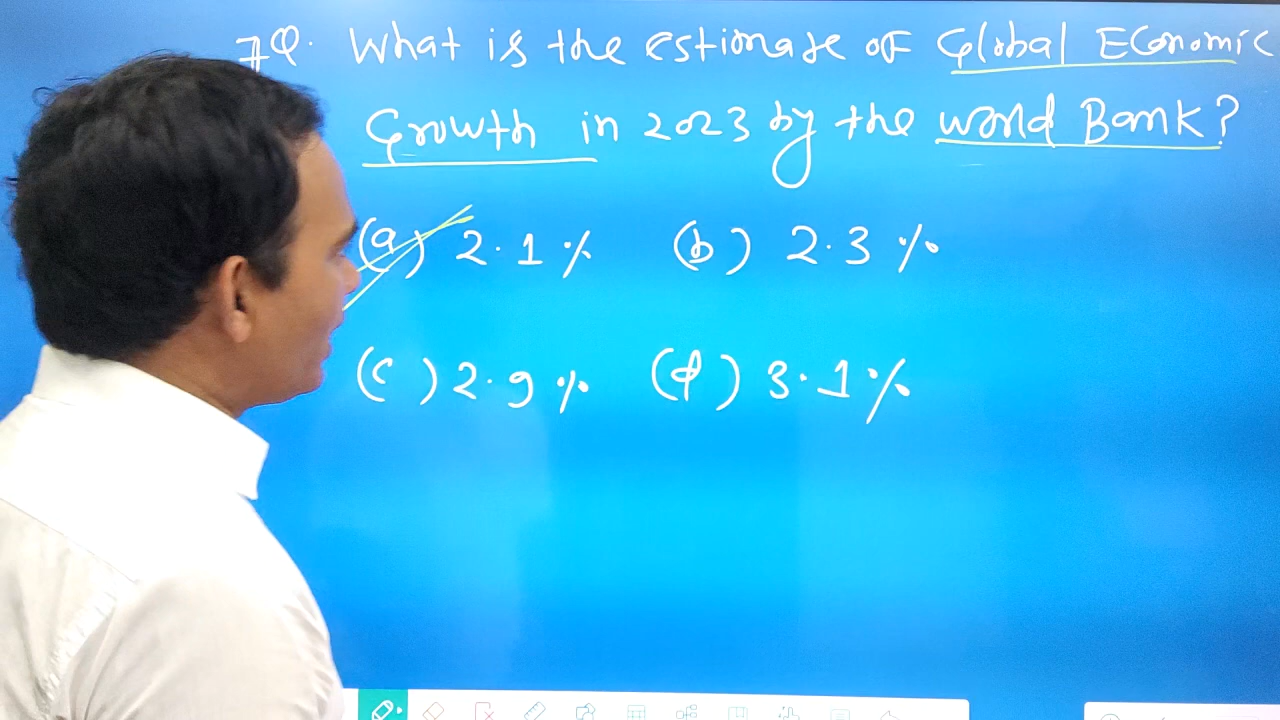 7Q. What is the estimate of Global Economic
Growth in 2023 by the world Bank?
(a) 2.1% (b) 2.3%
(c) 2.9% (d) 3.1%